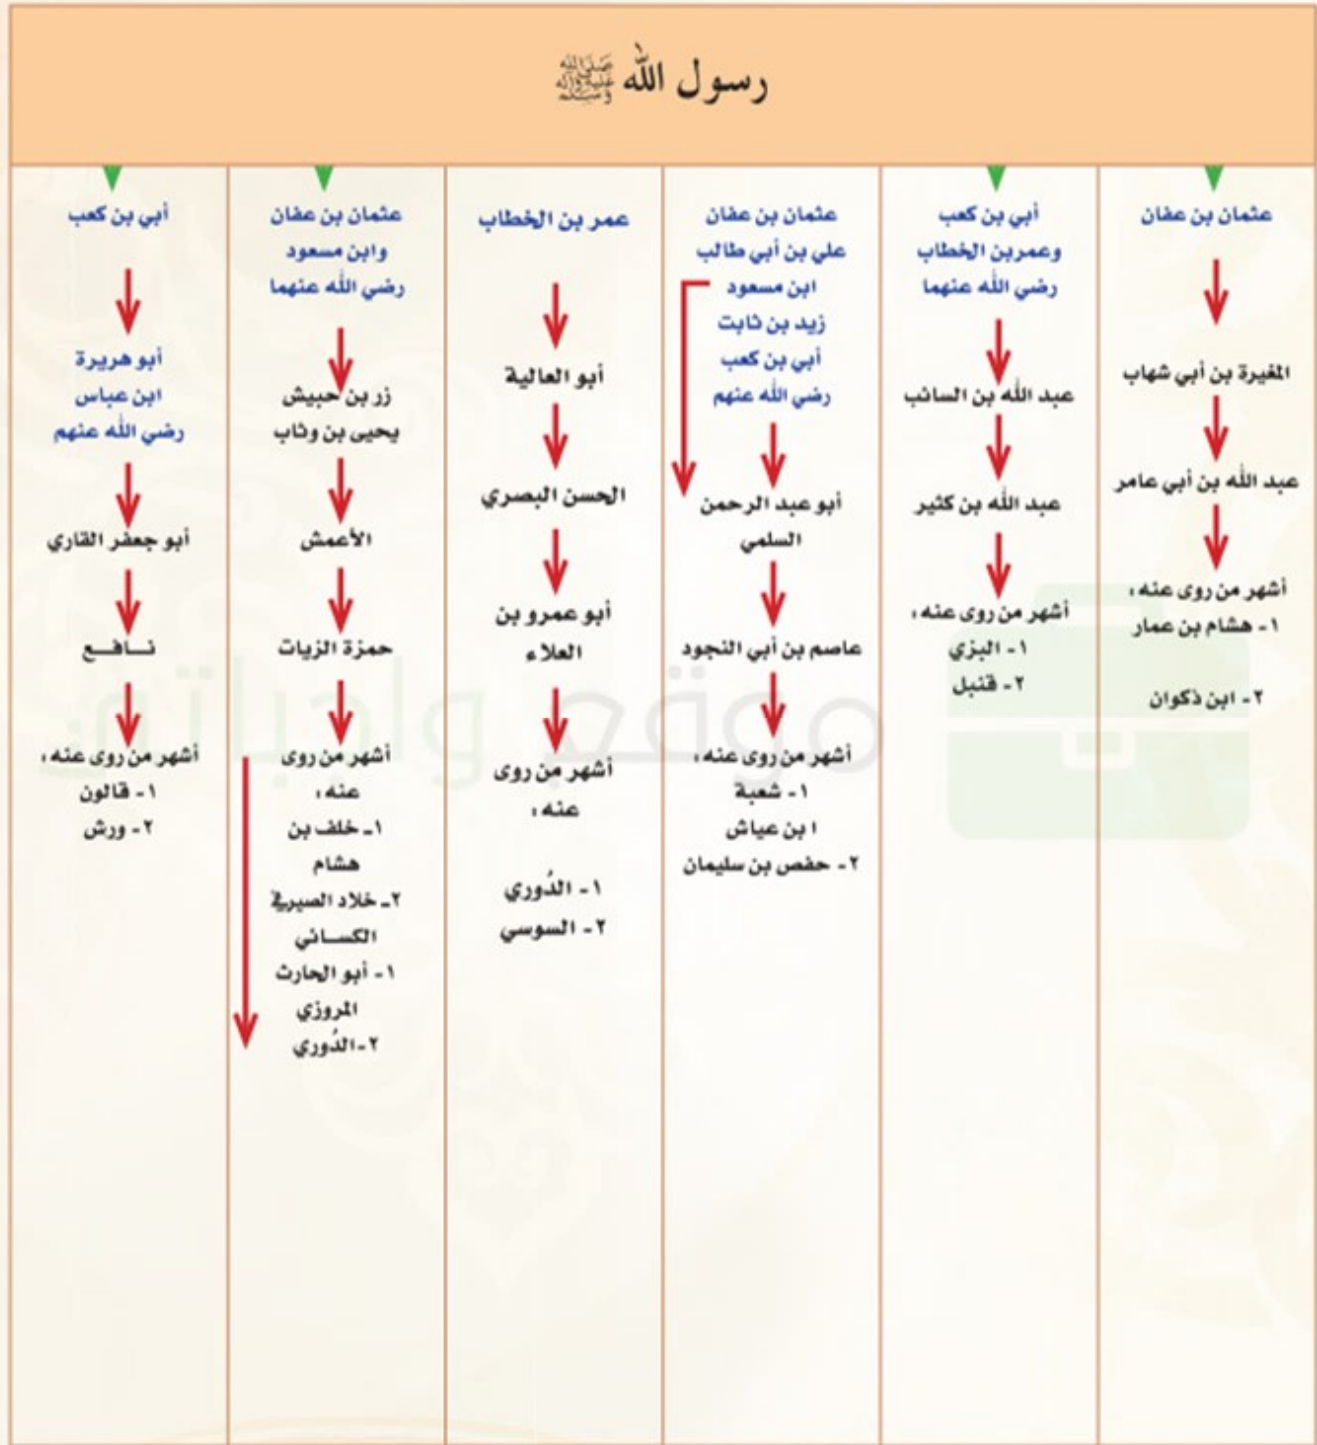 رسول الله ﷺ
عثمان بن عفان
المغيرة بن أبي شهاب
عبد الله بن أبي عامر
أشهر من روى عنه :
١- هشام بن عمار
٢- ابن ذكوان
أبي بن كعب
وعمر بن الخطاب
رضي الله عنهما
عبد الله بن السائب
عبد الله بن كثير
أشهر من روى عنه :
١- البزي
٢- قنبل
عثمان بن عفان
علي بن أبي طالب
ابن مسعود
زيد بن ثابت
أبي بن كعب
رضي الله عنهم
أبو عبد الرحمن
السلمي
عاصم بن أبي النجود
أشهر من روى عنه :
١- شعبة
ابن عياش
٢- حفص بن سليمان
عمر بن الخطاب
أبو العالية
الحسن البصري
أبو عمرو بن
العلاء
أشهر من روى
عنه :
١- الدُوري
٢- السوسي
عثمان بن عفان
وابن مسعود
رضي الله عنهما
زر بن حبيش
يحيى بن وثاب
الأعمش
حمزة الزيات
أشهر من روى
عنه :
١ـ خلف بن
هشام
٢ـ خلاد الصيرفي
الكسائي
١- أبو الحارث
المروزي
٢-الدُوري
أبي بن كعب
أبو هريرة
ابن عباس
رضي الله عنهم
أبو جعفر القاري
نــافــع
أشهر من روى عنه :
١- قالون
٢- ورش
موقع واجباتي